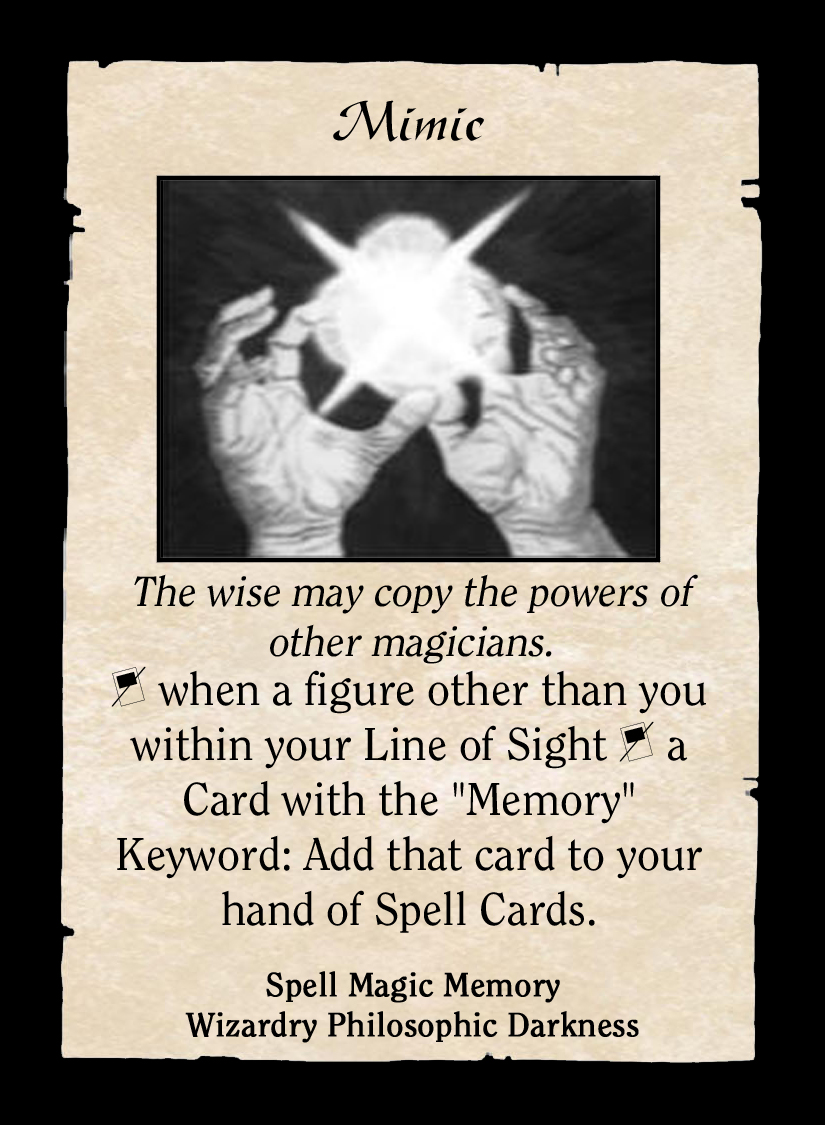 Mimic
The wise may copy the powers of
other magicians.
when a figure other than you
within your Line of Sight a
Card with the "Memory"
Keyword: Add that card to your
hand of Spell Cards.
Spell Magic Memory
Wizardry Philosophic Darkness